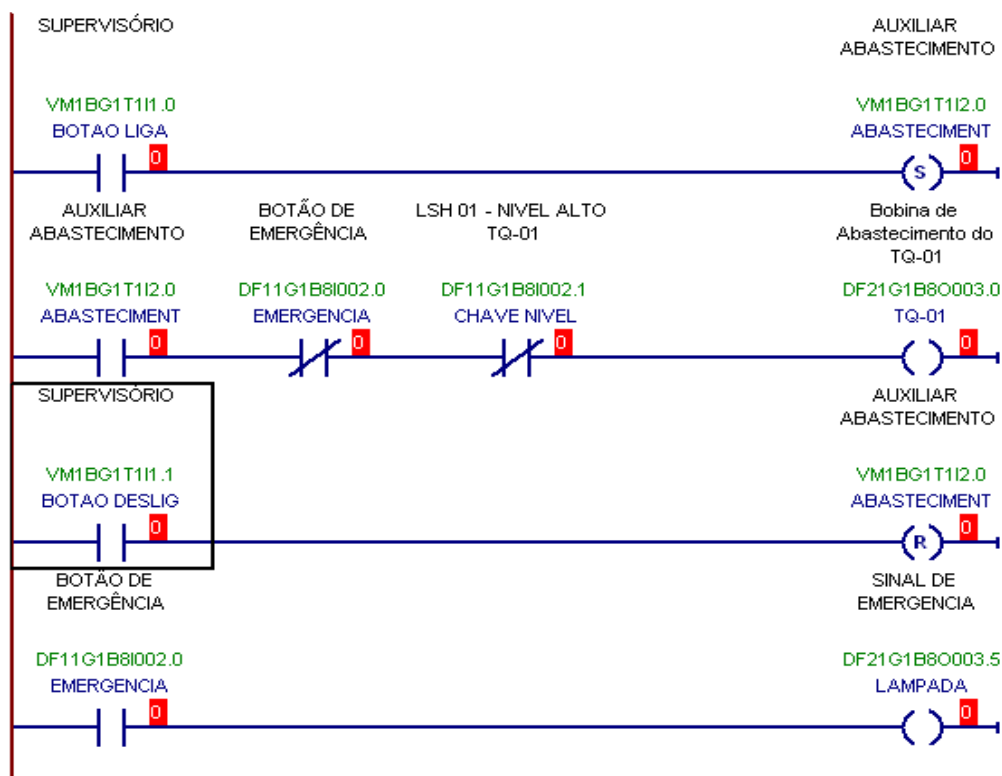 SUPERVISÓRIO
AUXILIAR
ABASTECIMENTO
VM1BG1T1I1.0
VM1BG1T1I2.0
BOTAO LIGA
ABASTECIMENT
0
0
S
AUXILIAR
ABASTECIMENTO
BOTÃO DE
EMERGÊNCIA
LSH 01 - NIVEL ALTO
TQ-01
Bobina de
Abastecimento do
TQ-01
VM1BG1T1I2.0
DF11G1B8I002.0
DF11G1B8I002.1
DF21G1B8O003.0
ABASTECIMENT
EMERGENCIA
CHAVE NIVEL
TQ-01
0
0
0
0
SUPERVISÓRIO
AUXILIAR
ABASTECIMENTO
VM1BG1T1I1.1
VM1BG1T1I2.0
BOTAO DESLIG
ABASTECIMENT
0
0
R
BOTÃO DE
EMERGÊNCIA
SINAL DE
EMERGENCIA
DF11G1B8I002.0
DF21G1B8O003.5
EMERGENCIA
LAMPADA
0
0